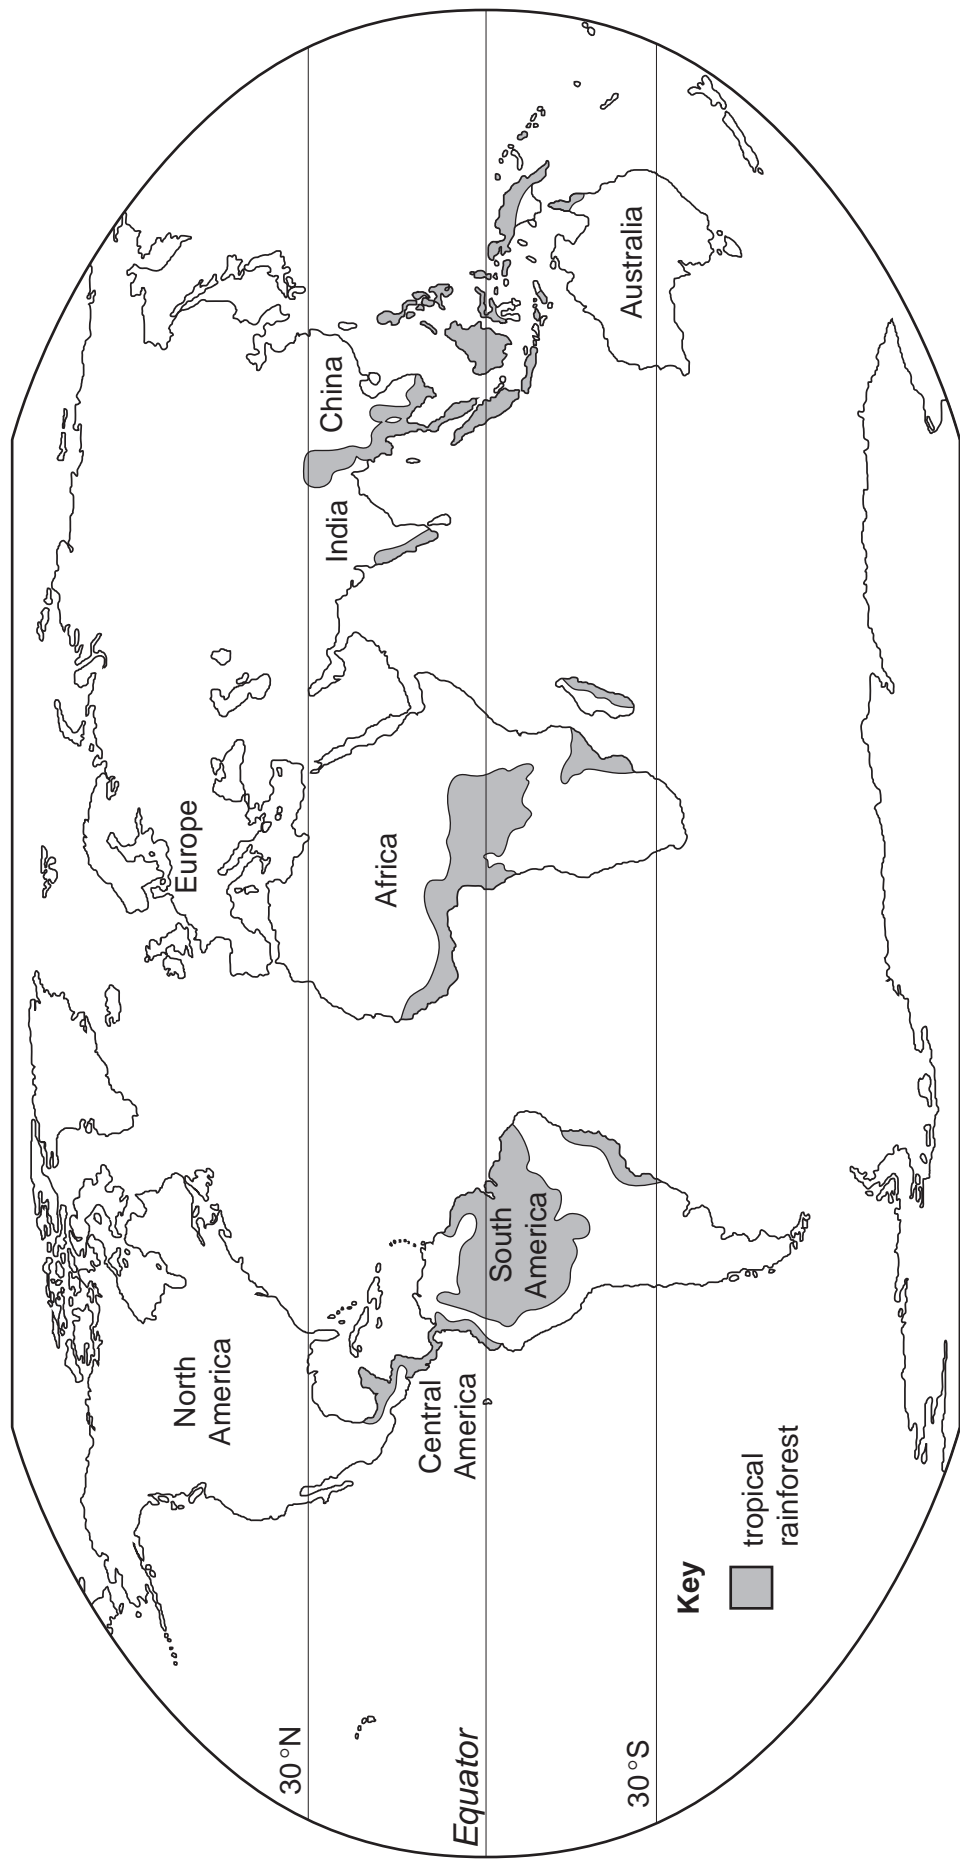 North
America
Europe
China
India
30°N
Africa
Central
America
Equator
South
America
Australia
30°S
Key
tropical
rainforest